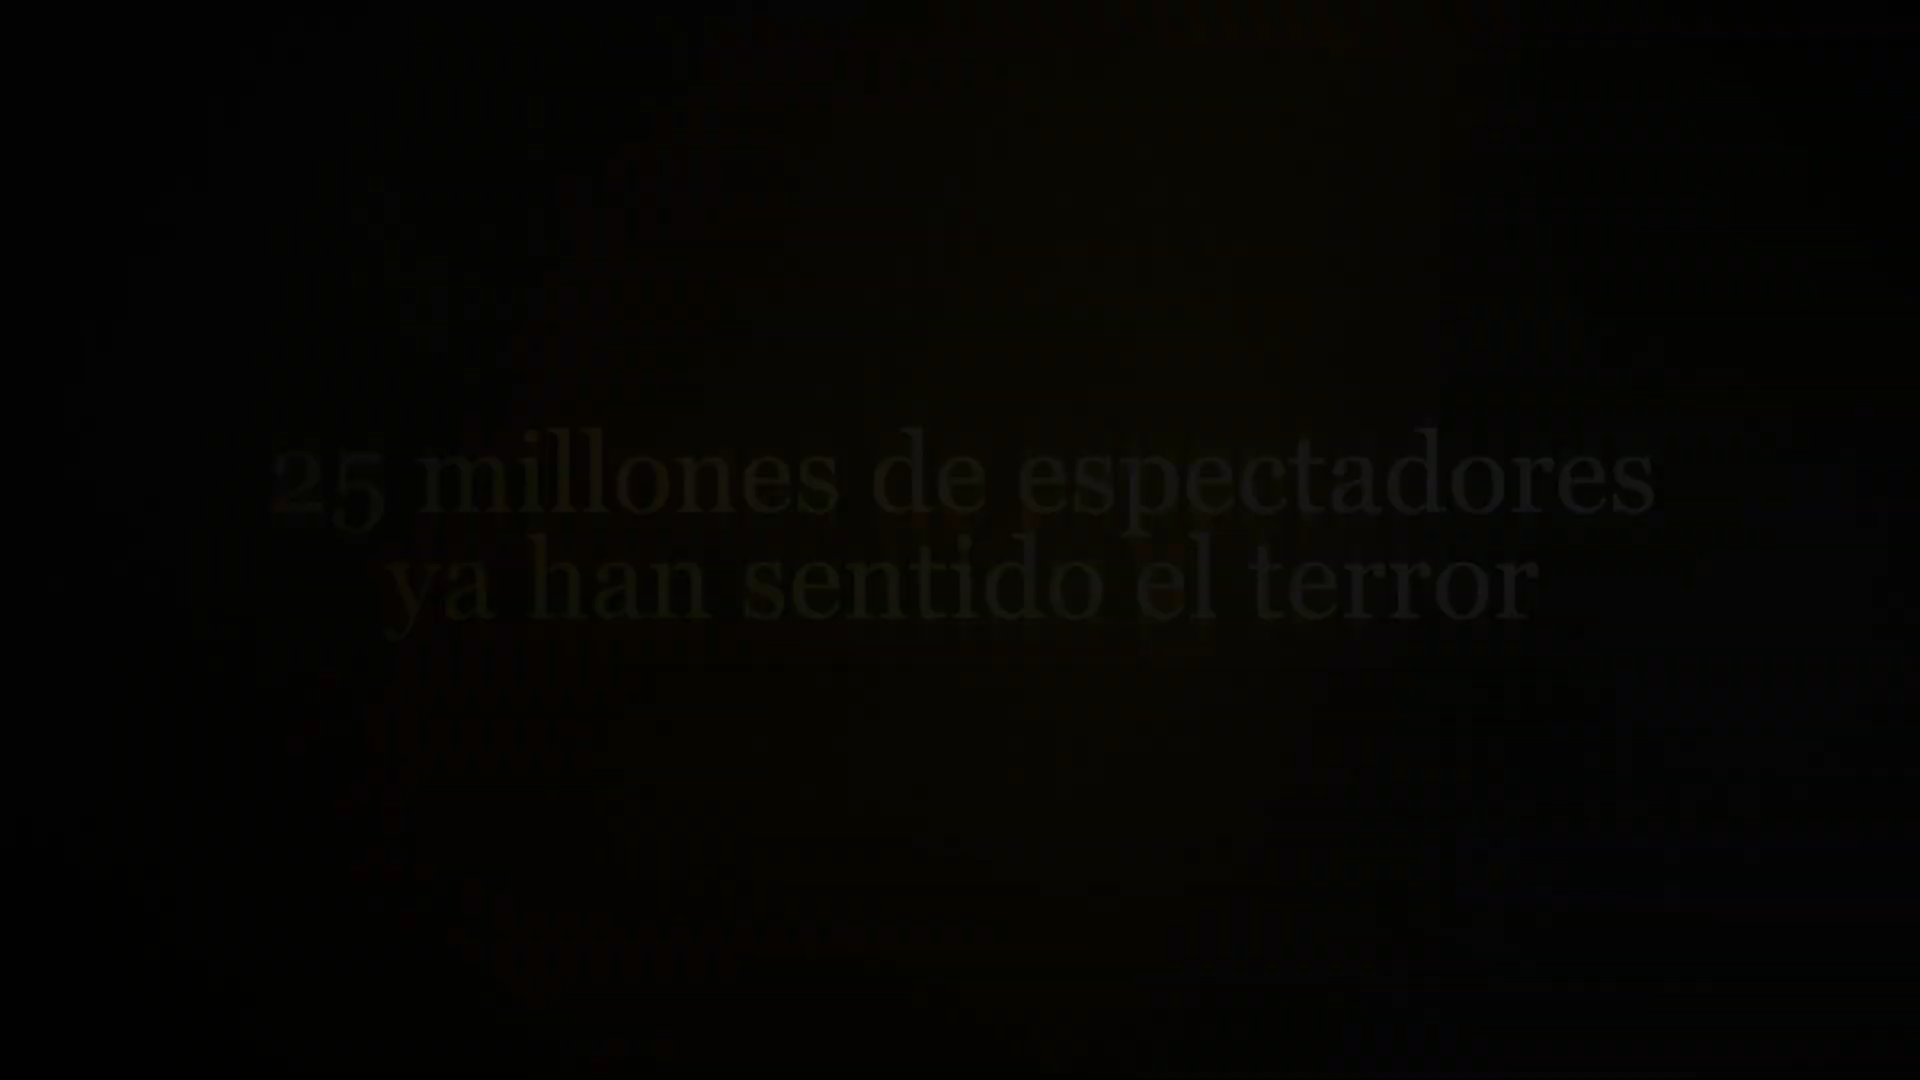 25 millones de espectadores
ya han sentido el terror